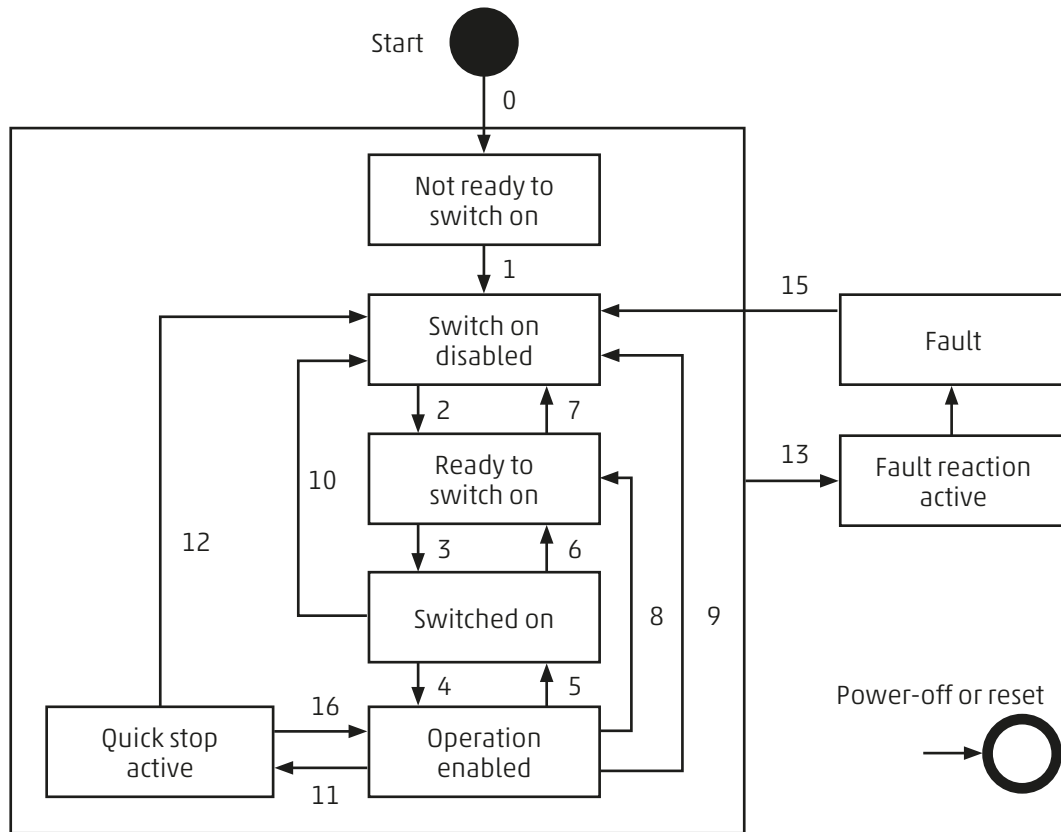 Start
0
Not ready to
switch on
1
15
Switch on
disabled
Fault
2
7
10
Ready to
switch on
13
Fault reaction
active
12
3
6
8
9
Switched on
4
5
Power-off or reset
16
Quick stop
active
Operation
enabled
11